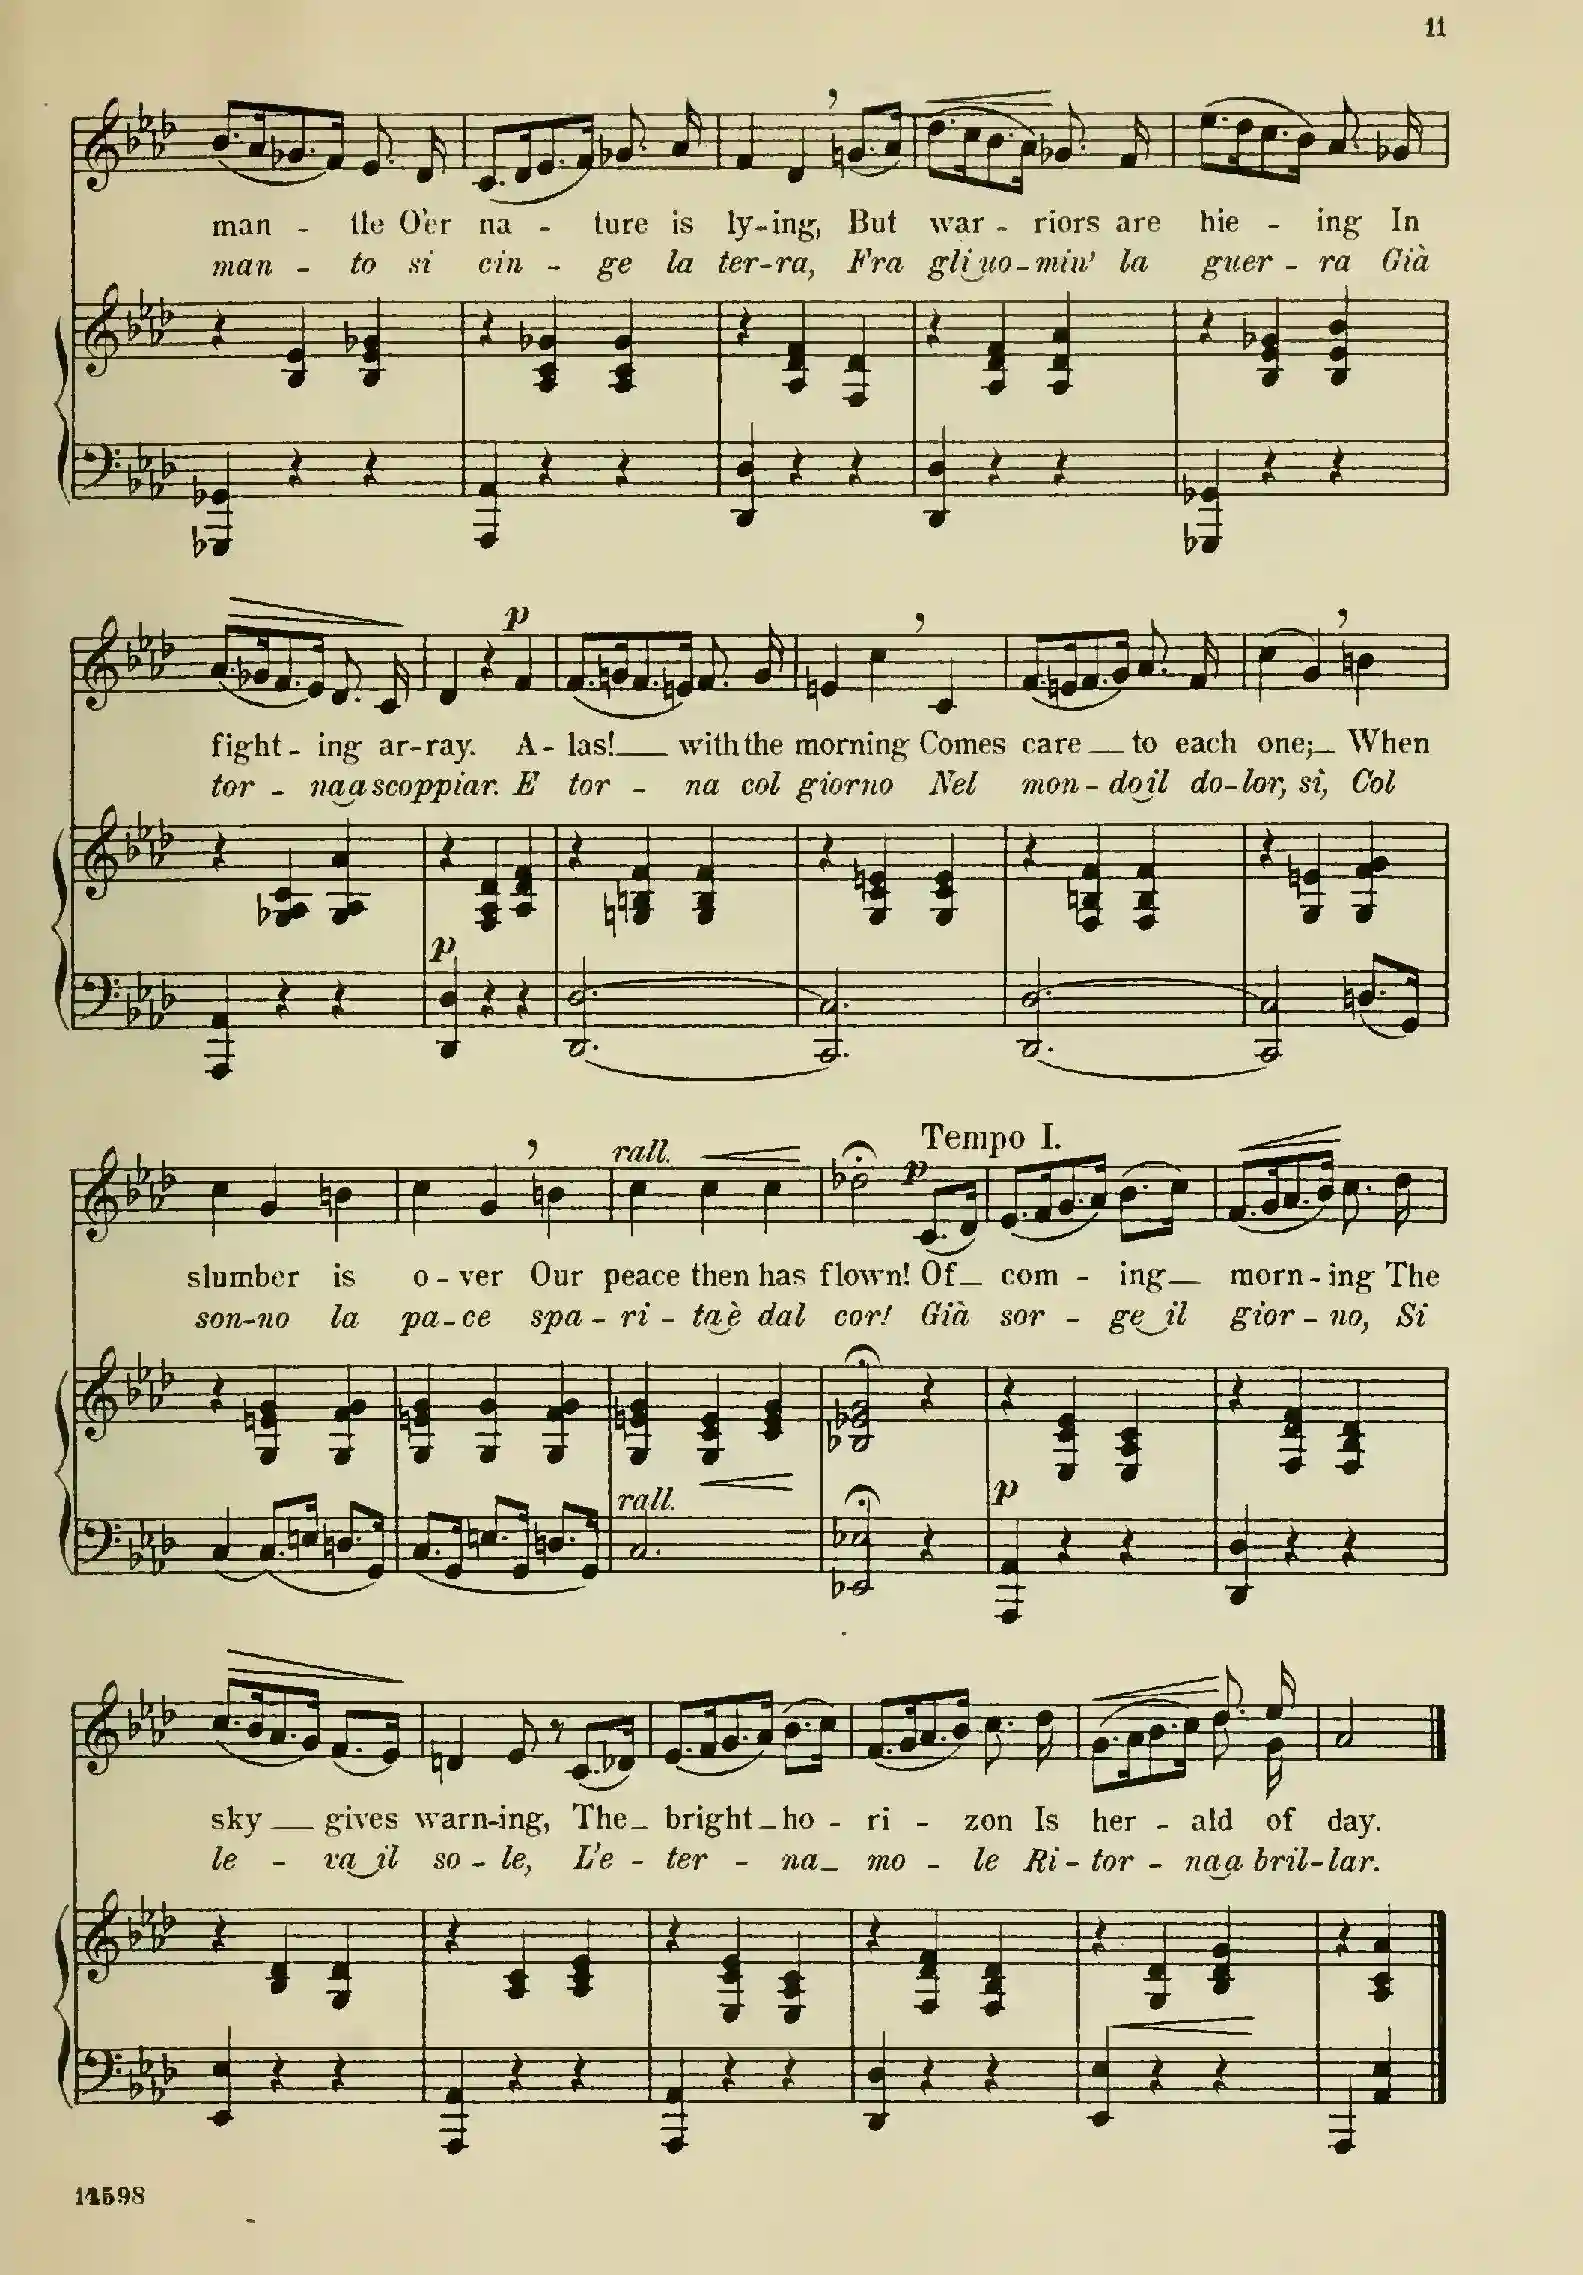 11
man - tle O'er na - ture is ly-ing, But war - riors are hie - ing In
man - to si cin - ge la ter-ra, Fra gli uo-min' la guer - ra Già
p
fight - ing ar-ray. A - las! with the morning Comes care to each one; When
tor - na a scoppiar. E tor - na col giorno Nel mon - do il do-lor, sì, Col
p
Tempo I.
rall. p
slumber is o - ver Our peace then has flown! Of com - ing morn - ing The
son-no la pa - ce spa - ri - ta è dal cor! Già sor - ge il gior - no, Si
rall. p
sky gives warn-ing, The bright ho - ri - zon Is her - ald of day.
le - va il so - le, L'e - ter - na mo - le Ri - tor - na a bril-lar.
11598